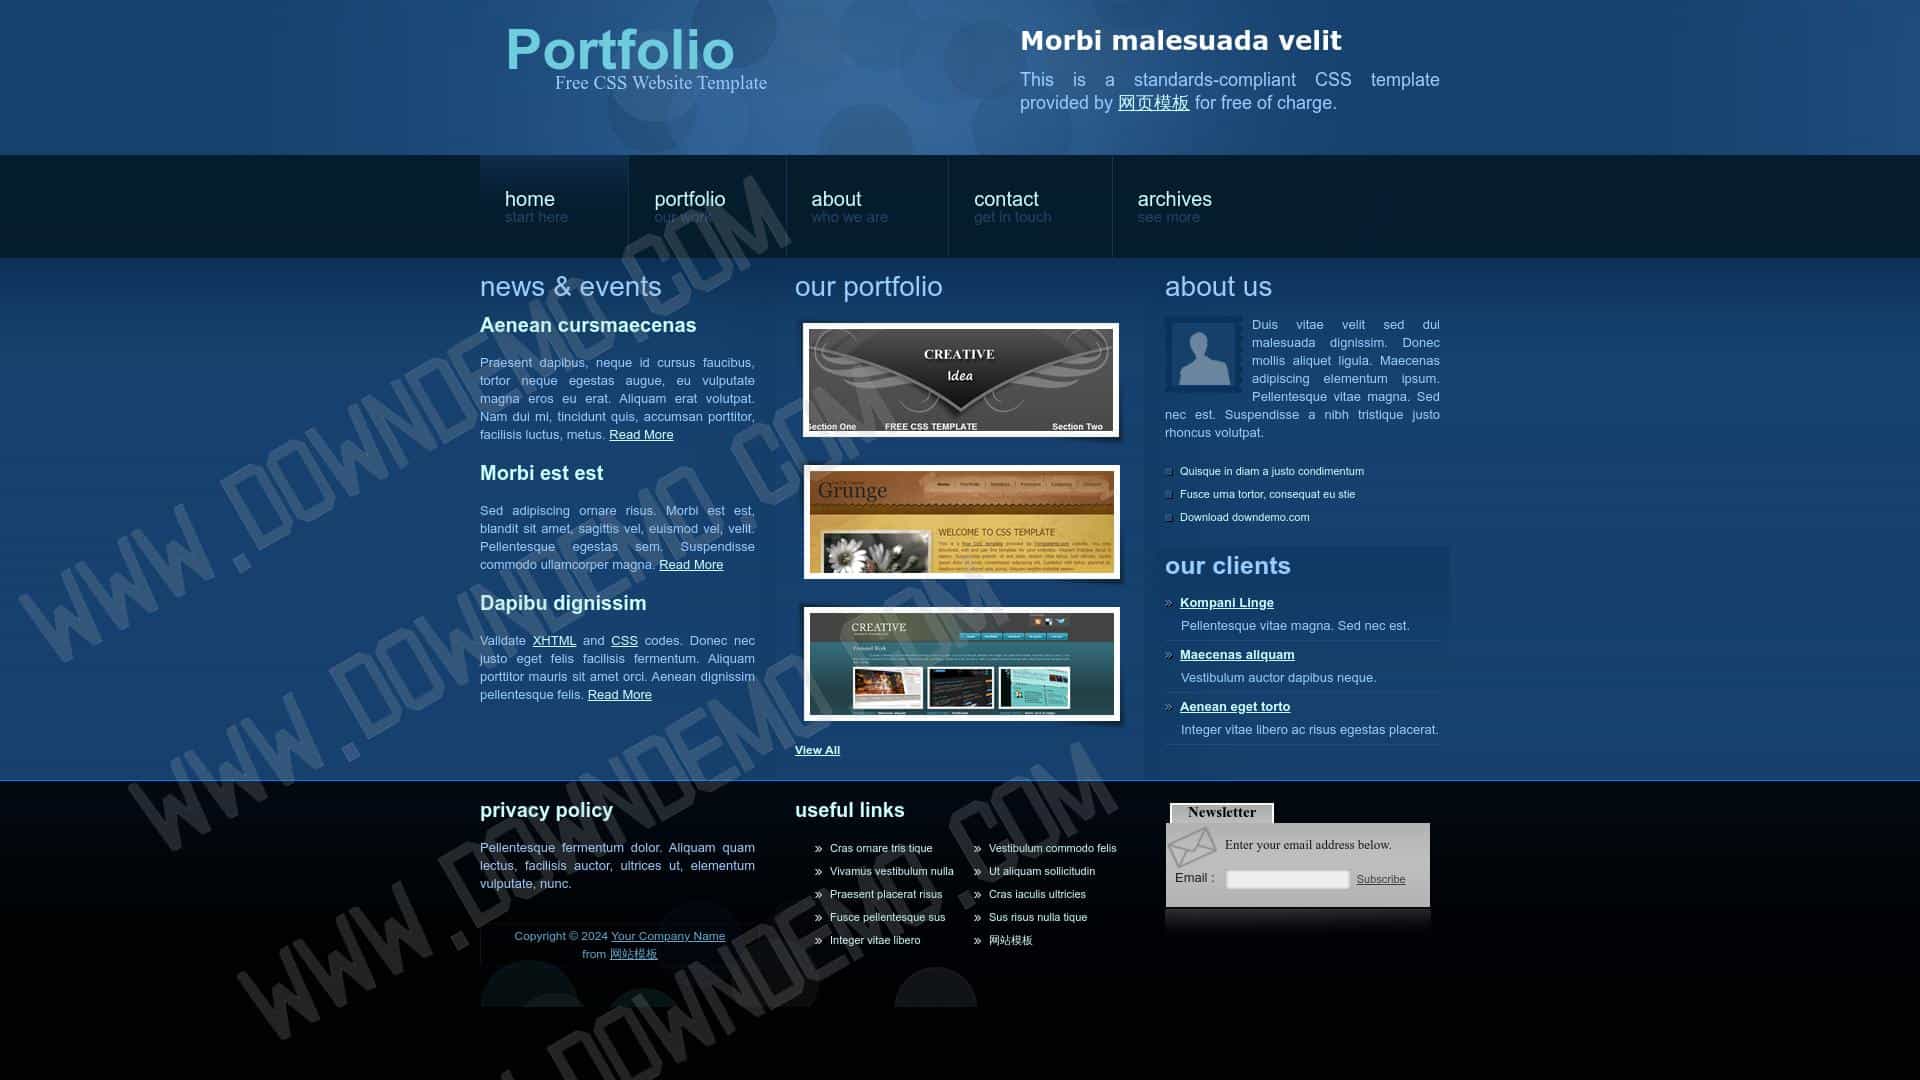 Portfolio
Free CSS Website Template
Morbi malesuada velit
This is a standards-compliant CSS template
provided by 网页模板 for free of charge.
home
start here
portfolio
our work
about
who we are
contact
get in touch
archives
see more
news & events
Aenean cursmaecenas
Praesent dapibus, neque id cursus faucibus,
tortor neque egestas augue, eu vulputate
magna eros eu erat. Aliquam erat volutpat.
Nam dui mi, tincidunt quis, accumsan porttitor,
facilisis luctus, metus. Read More
Morbi est est
Sed adipiscing ornare risus. Morbi est est,
blandit sit amet, sagittis vel, euismod vel, velit.
Pellentesque egestas sem. Suspendisse
commodo ullamcorper magna. Read More
Dapibu dignissim
Validate XHTML and CSS codes. Donec nec
justo eget felis facilisis fermentum. Aliquam
porttitor mauris sit amet orci. Aenean dignissim
pellentesque felis. Read More
our portfolio
CREATIVE
Idea
Section One
FREE CSS TEMPLATE
Section Two
Grunge
WELCOME TO CSS TEMPLATE
CREATIVE
View All
about us
Duis vitae velit sed dui
malesuada dignissim. Donec
mollis aliquet ligula. Maecenas
adipiscing elementum ipsum.
Pellentesque vitae magna. Sed
nec est. Suspendisse a nibh tristique justo
rhoncus volutpat.
Quisque in diam a justo condimentum
Fusce urna tortor, consequat eu stie
Download downdemo.com
our clients
Kompani Linge
Pellentesque vitae magna. Sed nec est.
Maecenas aliquam
Vestibulum auctor dapibus neque.
Aenean eget torto
Integer vitae libero ac risus egestas placerat.
privacy policy
Pellentesque fermentum dolor. Aliquam quam
lectus, facilisis auctor, ultrices ut, elementum
vulputate, nunc.
Copyright © 2024 Your Company Name
from 网站模板
useful links
Cras ornare tris tique
Vivamus vestibulum nulla
Praesent placerat risus
Fusce pellentesque sus
Integer vitae libero
Vestibulum commodo felis
Ut aliquam sollicitudin
Cras iaculis ultricies
Sus risus nulla tique
网站模板
Newsletter
Enter your email address below.
Email :
Subscribe
WWW.DOWNDEMO.COM
WWW.DOWNDEMO.COM
WWW.DOWNDEMO.COM
DOWNDEMO.COM